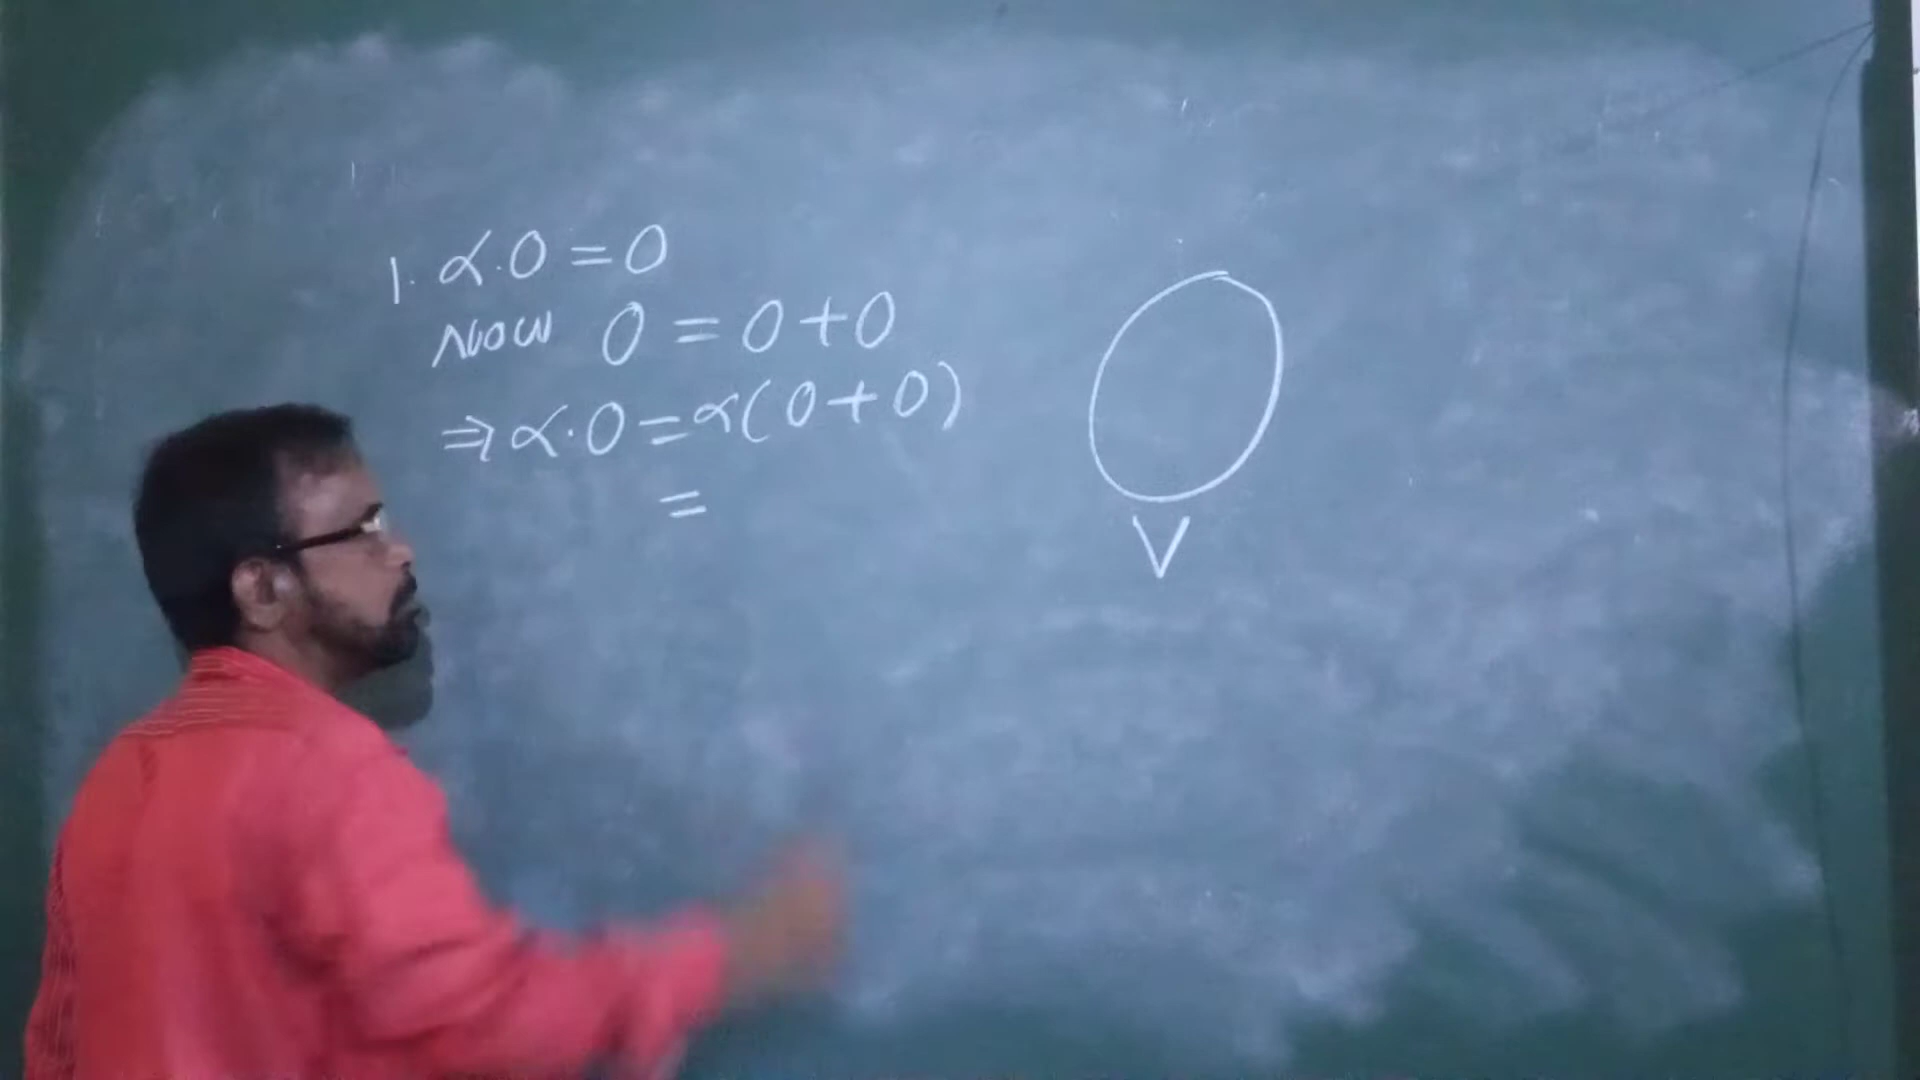 1. α.0 = 0
Now 0 = 0+0
⇒ α.0 = α(0+0)
=
V